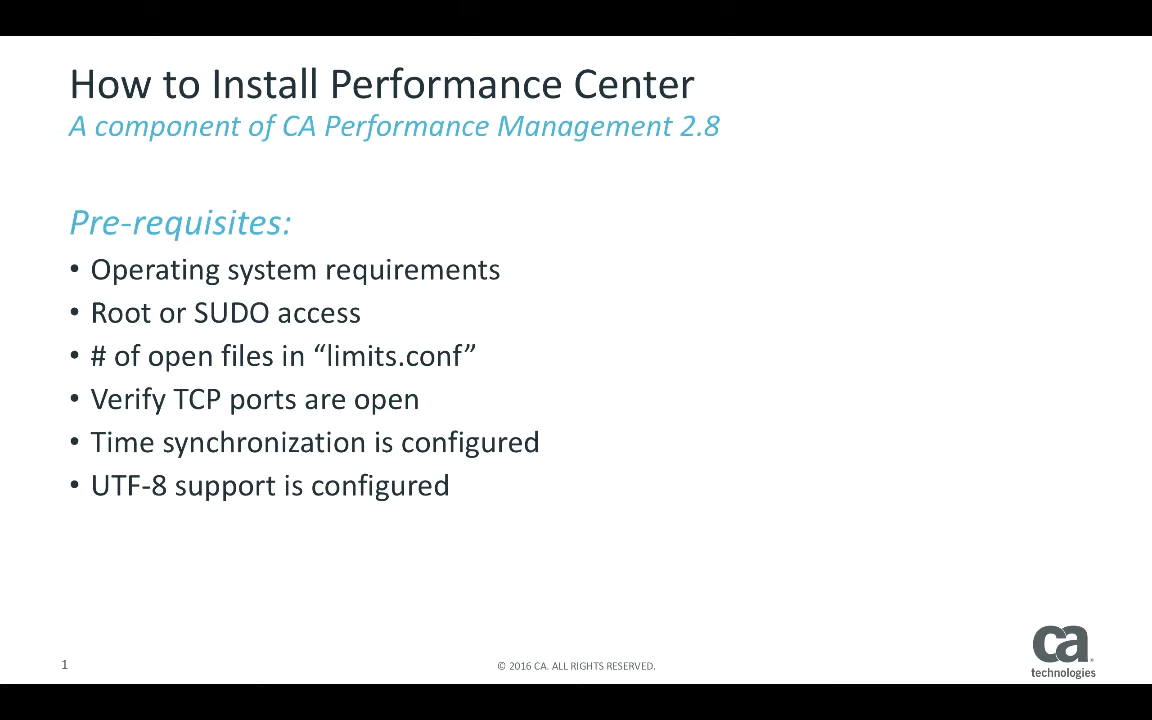 How to Install Performance Center
A component of CA Performance Management 2.8
Pre-requisites:
• Operating system requirements
• Root or SUDO access
• # of open files in “limits.conf”
• Verify TCP ports are open
• Time synchronization is configured
• UTF-8 support is configured
1
© 2016 CA. ALL RIGHTS RESERVED.
ca
technologies